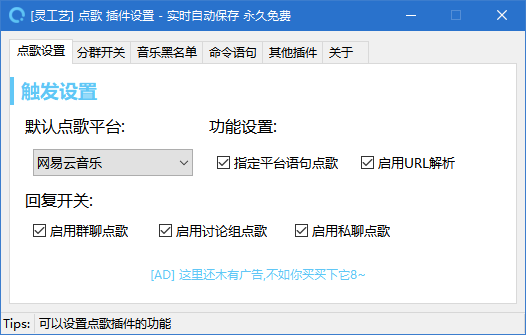 [灵工艺] 点歌 插件设置 - 实时自动保存 永久免费
点歌设置 分群开关 音乐黑名单 命令语句 其他插件 关于
触发设置
默认点歌平台: 功能设置:
网易云音乐 指定平台语句点歌 启用URL解析
回复开关:
启用群聊点歌 启用讨论组点歌 启用私聊点歌
[AD] 这里还木有广告,不如你买买下它8~
Tips: 可以设置点歌插件的功能